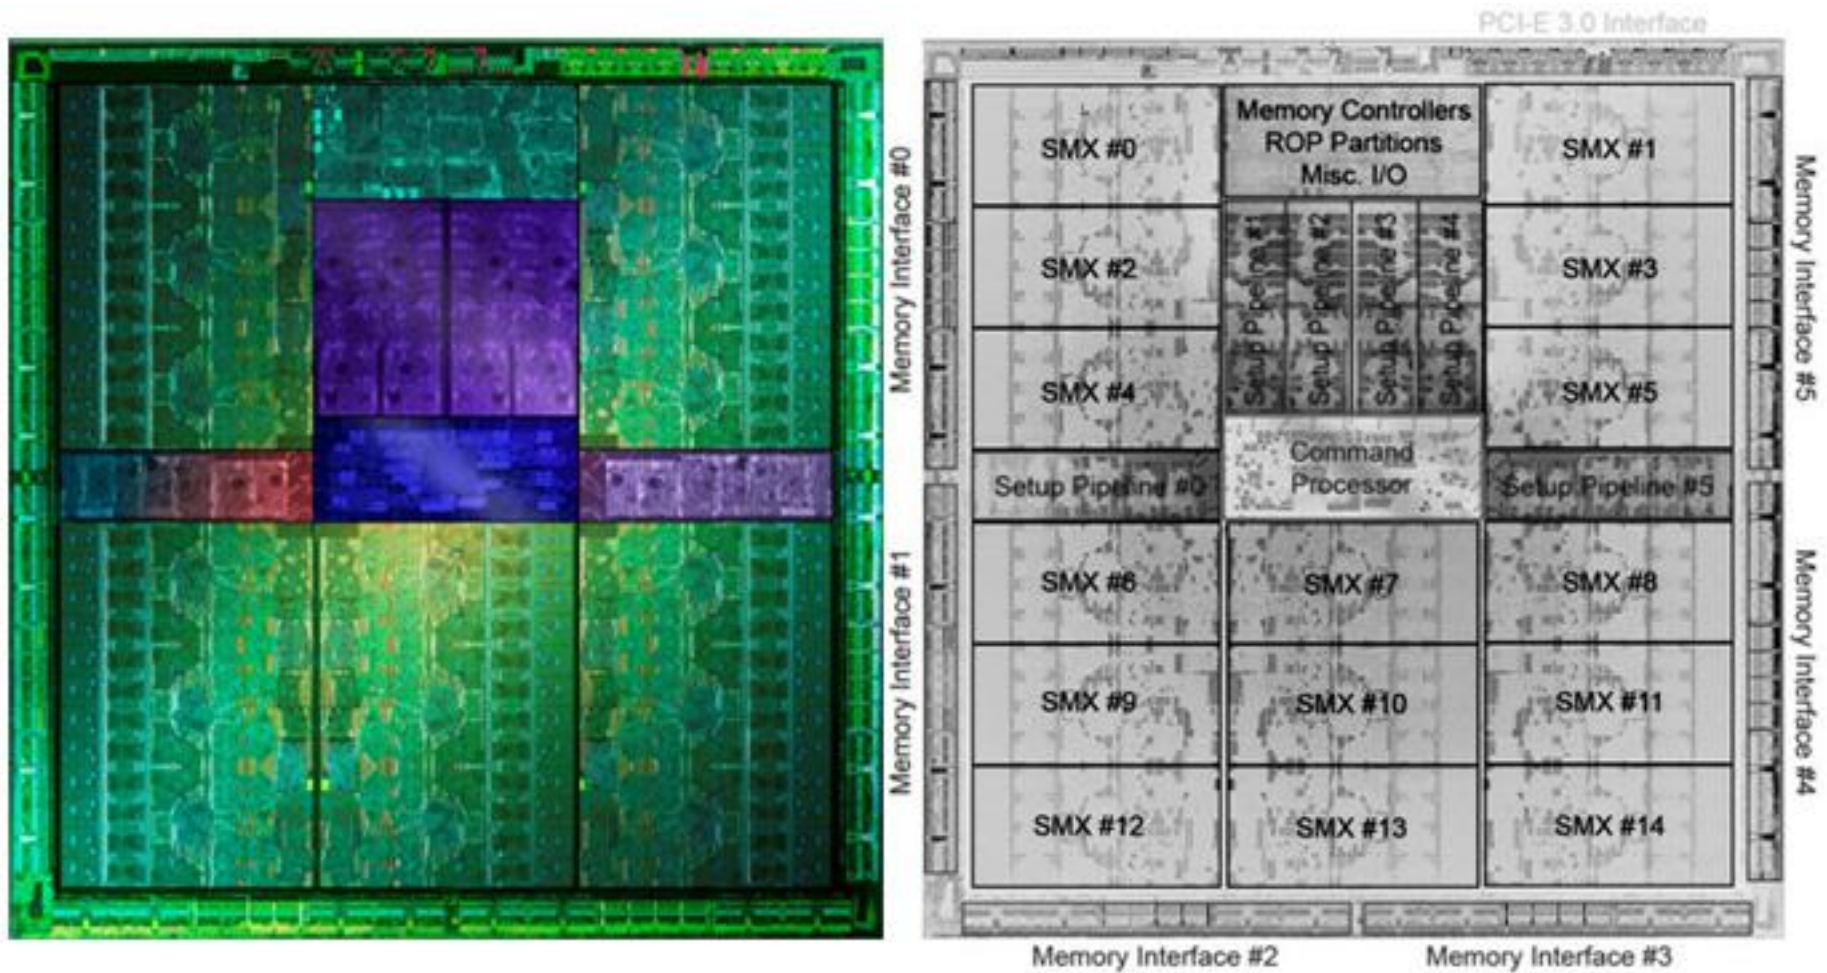 PCI-E 3.0 Interface
Memory Interface #0
Memory Interface #1
SMX #0
Memory Controllers
ROP Partitions
Misc. I/O
SMX #1
SMX #2
Setup Pipeline #1
Setup Pipeline #2
Setup Pipeline #3
Setup Pipeline #4
SMX #3
SMX #4
SMX #5
Setup Pipeline #0
Command
Processor
Setup Pipeline #5
SMX #6
SMX #7
SMX #8
SMX #9
SMX #10
SMX #11
SMX #12
SMX #13
SMX #14
Memory Interface #5
Memory Interface #4
Memory Interface #2
Memory Interface #3